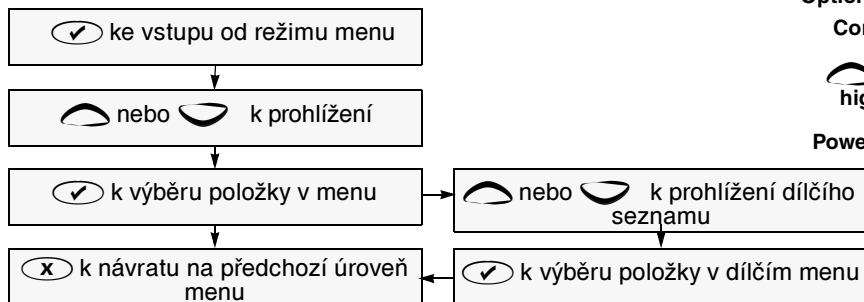 Option
✔ ke vstupu od režimu menu
Co
nebo k prohlížení
hig
Powe
✔ k výběru položky v menu
nebo k prohlížení dílčího
seznamu
x k návratu na předchozí úroveň
menu
✔ k výběru položky v dílčím menu